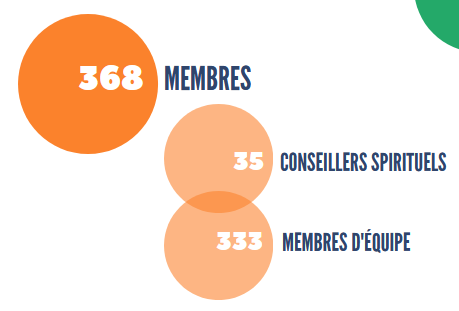 368 MEMBRES
35 CONSEILLERS SPIRITUELS
333 MEMBRES D'ÉQUIPE